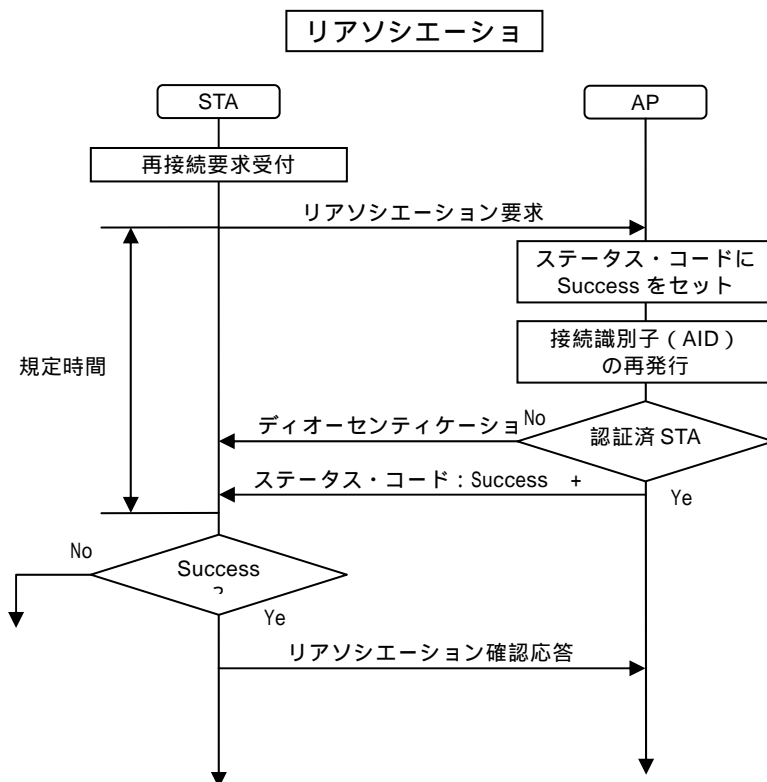 リアソシエーショ
STA
AP
再接続要求受付
リアソシエーション要求
ステータス・コードに
Success をセット
接続識別子（AID）
の再発行
規定時間
ディオーセンティケーショ
No
認証済 STA
ステータス・コード：Success +
Ye
No
Success
Ye
リアソシエーション確認応答